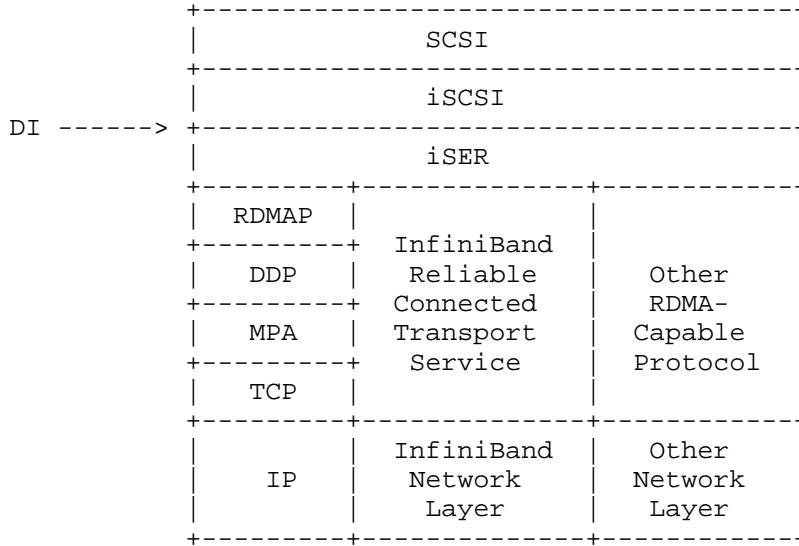 SCSI
iSCSI
DI ------>
iSER
RDMAP
InfiniBand
DDP Reliable Other
Connected RDMA-
MPA Transport Capable
Service Protocol
TCP
InfiniBand Other
IP Network Network
Layer Layer